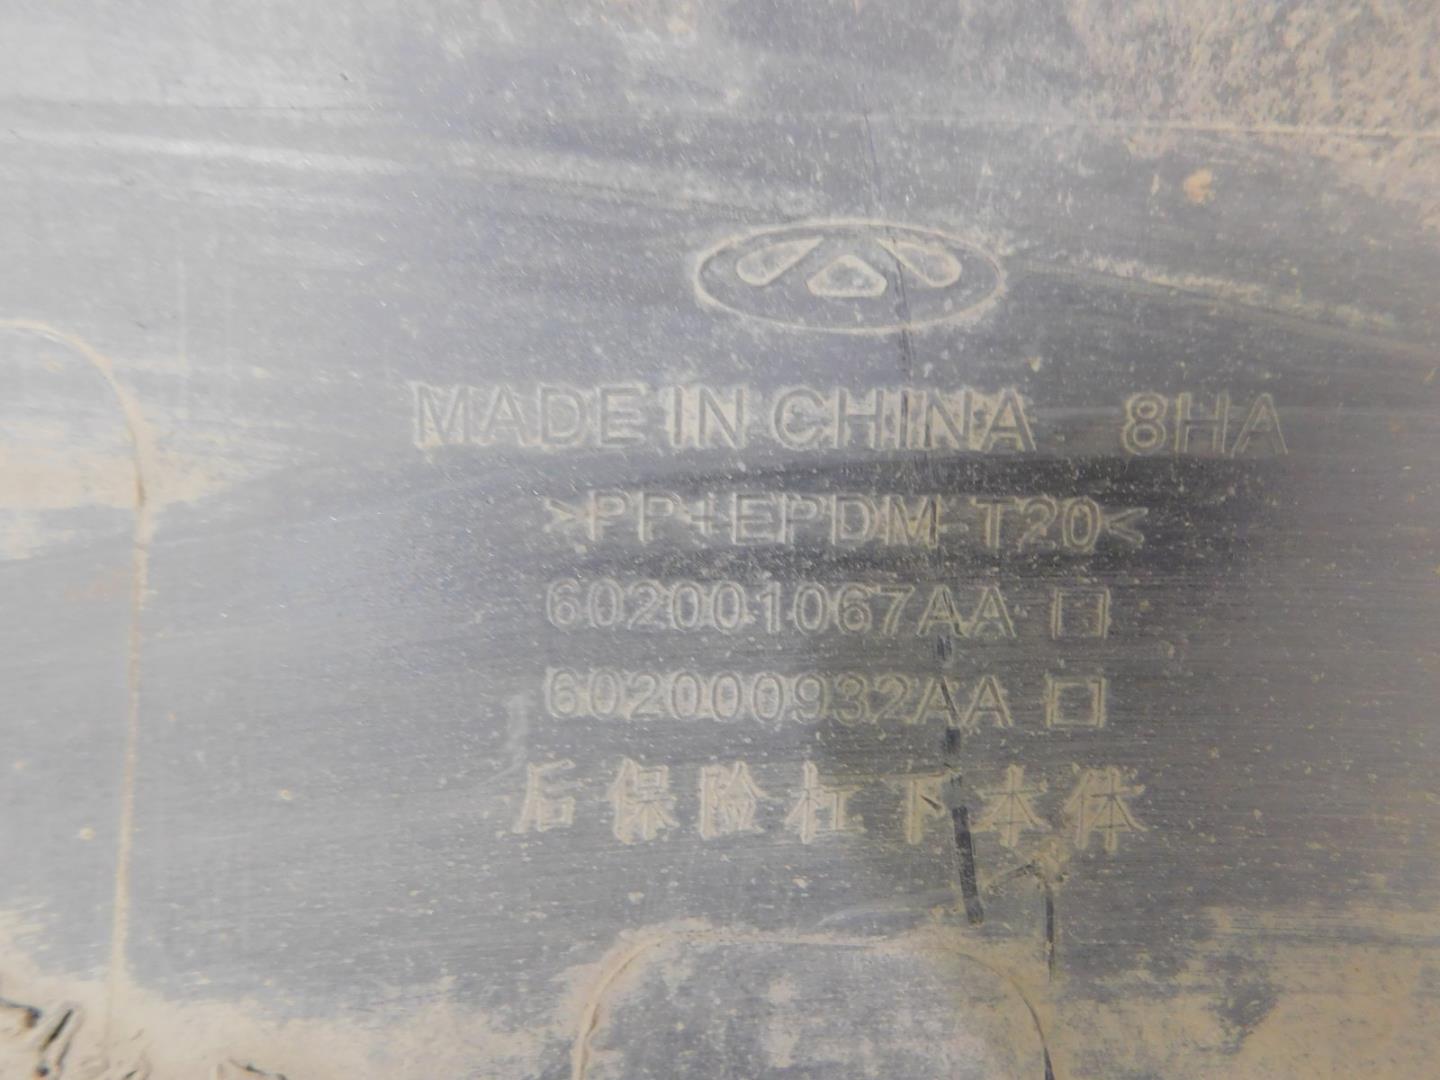 MADE IN CHINA 8HA
>PP+EPDM-T20<
602001067AA □
602000932AA □
后保险杠下本体